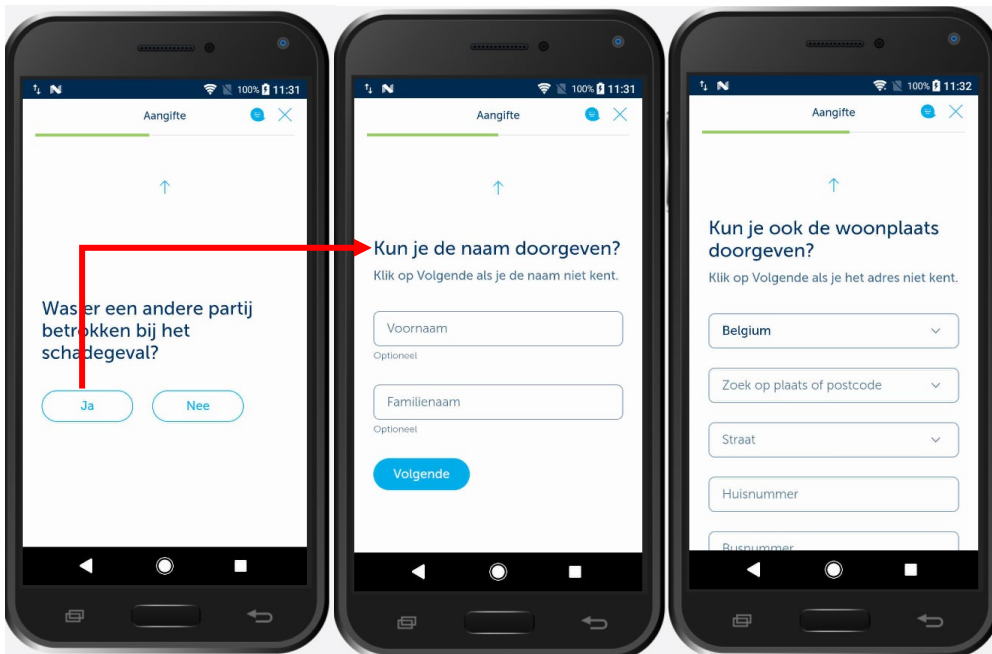 100% 11:31
Aangifte
Was er een andere partij
betrokken bij het
schadegeval?
Ja
Nee
100% 11:31
Aangifte
Kun je de naam doorgeven?
Klik op Volgende als je de naam niet kent.
Voornaam
Optioneel
Familienaam
Optioneel
Volgende
100% 11:32
Aangifte
Kun je ook de woonplaats
doorgeven?
Klik op Volgende als je het adres niet kent.
Belgium
Zoek op plaats of postcode
Straat
Huisnummer
Busnummer